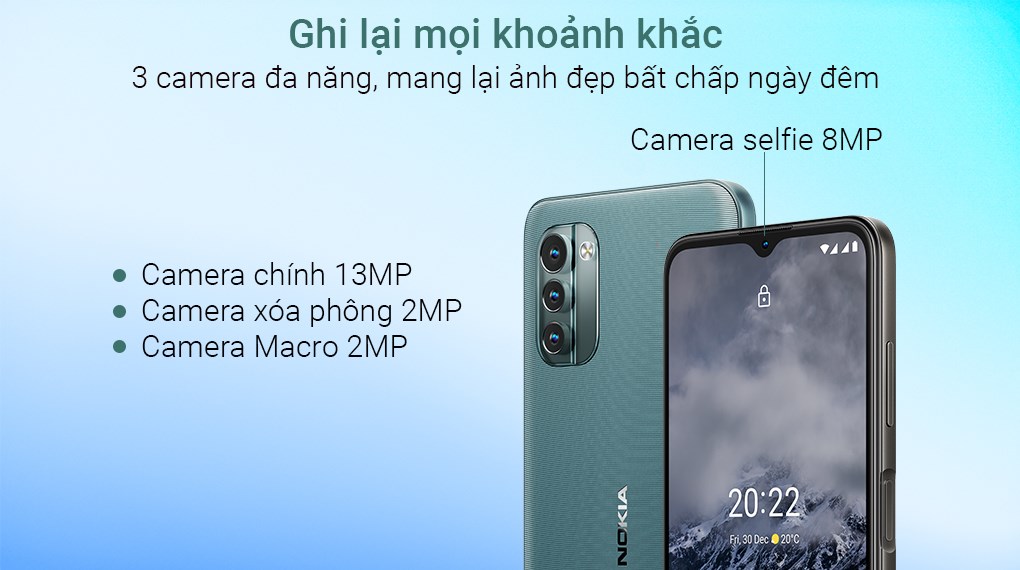 Ghi lại mọi khoảnh khắc
3 camera đa năng, mang lại ảnh đẹp bất chấp ngày đêm
Camera selfie 8MP
Camera chính 13MP
Camera xóa phông 2MP
Camera Macro 2MP
NOKIA
20:22
Fri, 30 Dec 20°C